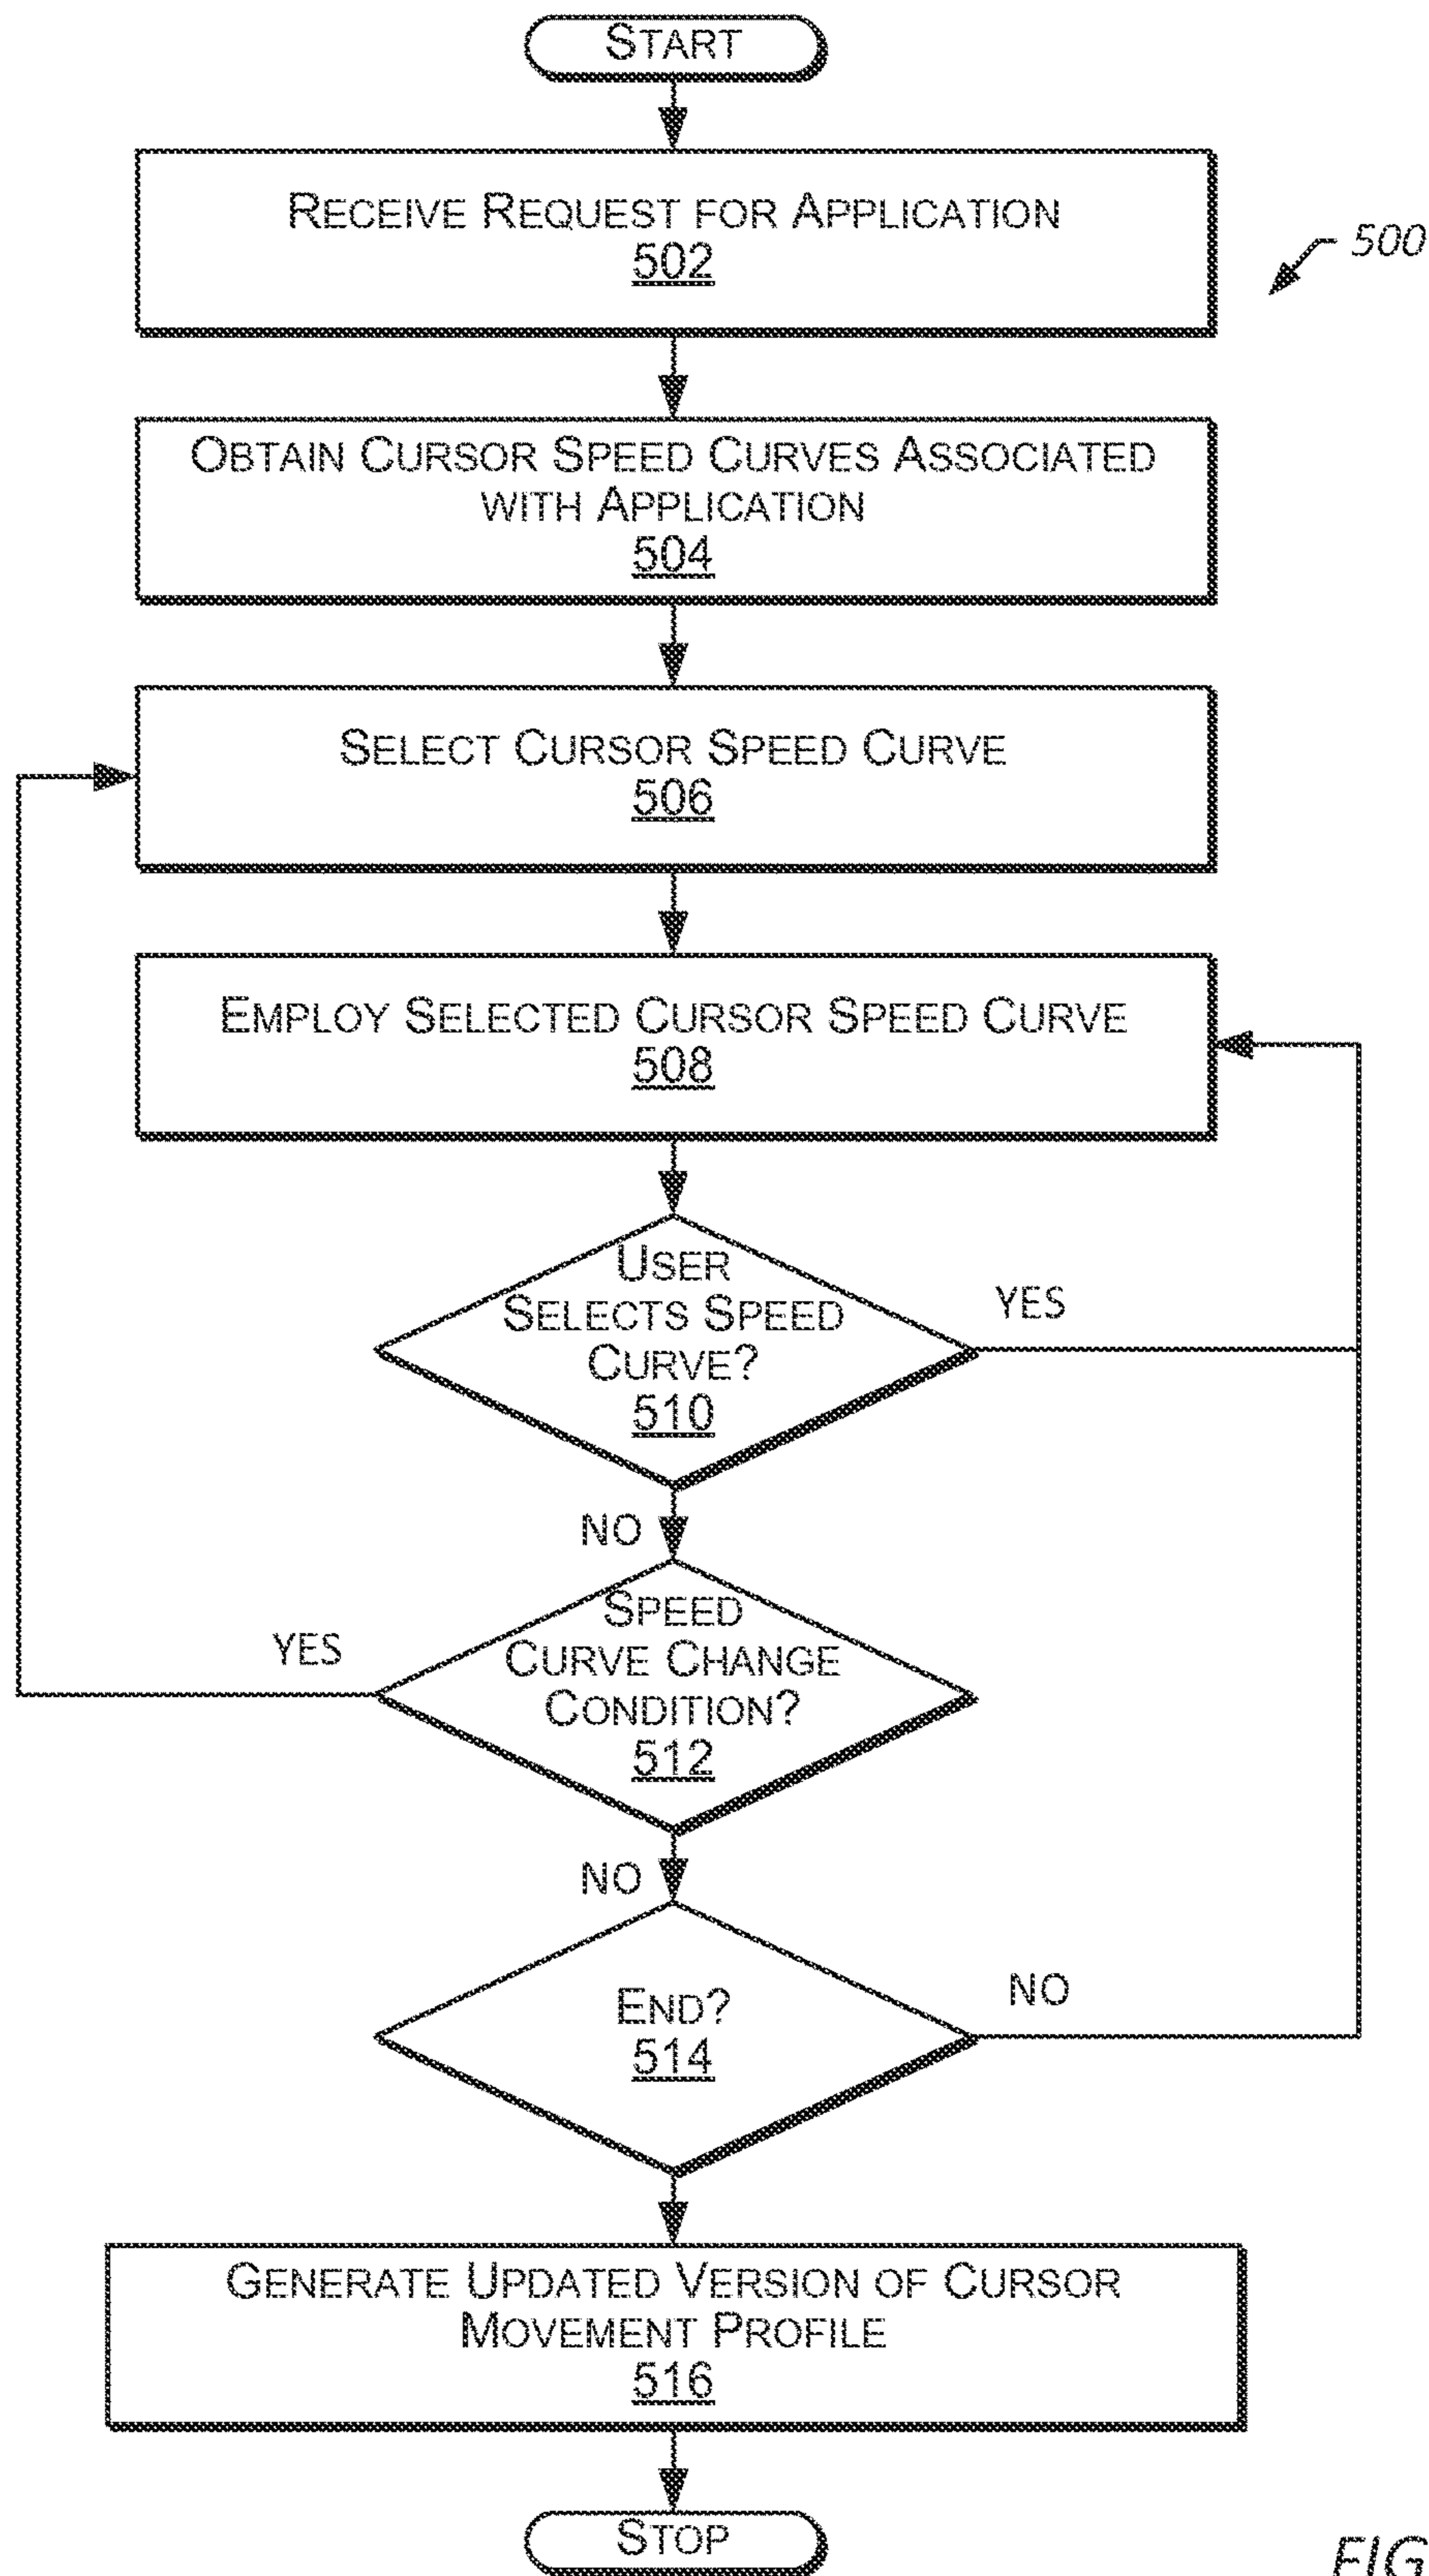 START
RECEIVE REQUEST FOR APPLICATION
502
500
OBTAIN CURSOR SPEED CURVES ASSOCIATED
WITH APPLICATION
504
SELECT CURSOR SPEED CURVE
506
EMPLOY SELECTED CURSOR SPEED CURVE
508
USER
SELECTS SPEED
CURVE?
510
YES
NO
SPEED
CURVE CHANGE
CONDITION?
512
YES
NO
END?
514
NO
GENERATE UPDATED VERSION OF CURSOR
MOVEMENT PROFILE
516
STOP
FIG